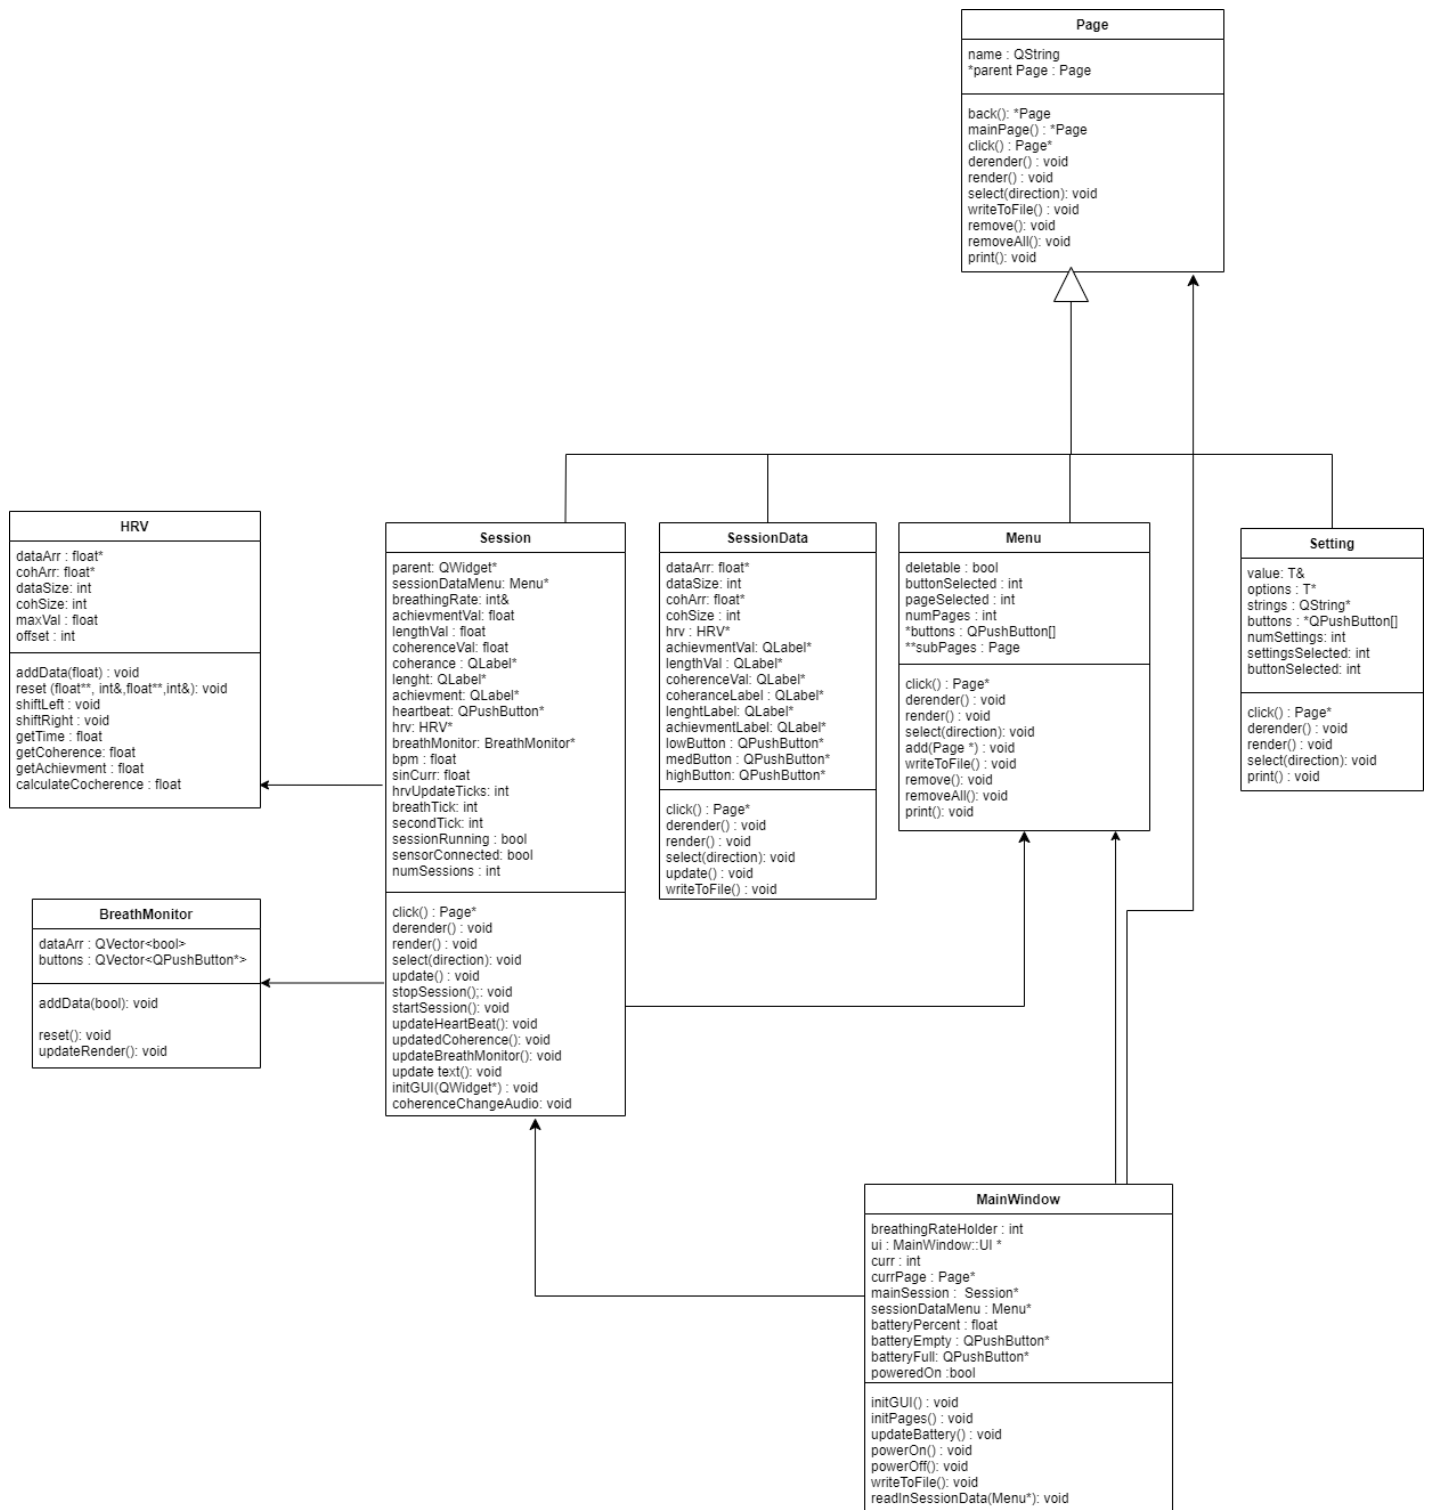 Page
name : QString
*parent Page : Page
back(): *Page
mainPage() : *Page
click() : Page*
derender() : void
render() : void
select(direction): void
writeToFile() : void
remove(): void
removeAll(): void
print(): void
HRV
dataArr : float*
cohArr: float*
dataSize: int
cohSize: int
maxVal : float
offset : int
addData(float) : void
reset (float**, int&,float**,int&): void
shiftLeft : void
shiftRight : void
getTime : float
getCoherence: float
getAchievment : float
calculateCocherence : float
BreathMonitor
dataArr : QVector<bool>
buttons : QVector<QPushButton*>
addData(bool): void
reset(): void
updateRender(): void
Session
parent: QWidget*
sessionDataMenu: Menu*
breathingRate: int&
achievmentVal: float
lengthVal : float
coherenceVal: float
coherance : QLabel*
lenght: QLabel*
achievment: QLabel*
heartbeat: QPushButton*
hrv: HRV*
breathMonitor: BreathMonitor*
bpm : float
sinCurr: float
hrvUpdateTicks: int
breathTick: int
secondTick: int
sessionRunning : bool
sensorConnected: bool
numSessions : int
click() : Page*
derender() : void
render() : void
select(direction): void
update() : void
stopSession();: void
startSession(): void
updateHeartBeat(): void
updatedCoherence(): void
updateBreathMonitor(): void
update text(): void
initGUI(QWidget*) : void
coherenceChangeAudio: void
SessionData
dataArr: float*
dataSize: int
cohArr: float*
cohSize : int
hrv : HRV*
achievmentVal: QLabel*
lengthVal : QLabel*
coherenceVal: QLabel*
coheranceLabel : QLabel*
lenghtLabel: QLabel*
achievmentLabel: QLabel*
lowButton : QPushButton*
medButton : QPushButton*
highButton: QPushButton*
click() : Page*
derender() : void
render() : void
select(direction): void
update() : void
writeToFile() : void
Menu
deletable : bool
buttonSelected : int
pageSelected : int
numPages : int
*buttons : QPushButton[]
**subPages : Page
click() : Page*
derender() : void
render() : void
select(direction): void
add(Page *) : void
writeToFile() : void
remove(): void
removeAll(): void
print(): void
Setting
value: T&
options : T*
strings : QString*
buttons : *QPushButton[]
numSettings: int
settingsSelected: int
buttonSelected: int
click() : Page*
derender() : void
render() : void
select(direction): void
print() : void
MainWindow
breathingRateHolder : int
ui : MainWindow::UI *
curr : int
currPage : Page*
mainSession :  Session*
sessionDataMenu : Menu*
batteryPercent : float
batteryEmpty : QPushButton*
batteryFull: QPushButton*
poweredOn :bool
initGUI() : void
initPages() : void
updateBattery() : void
powerOn() : void
powerOff(): void
writeToFile(): void
readInSessionData(Menu*): void